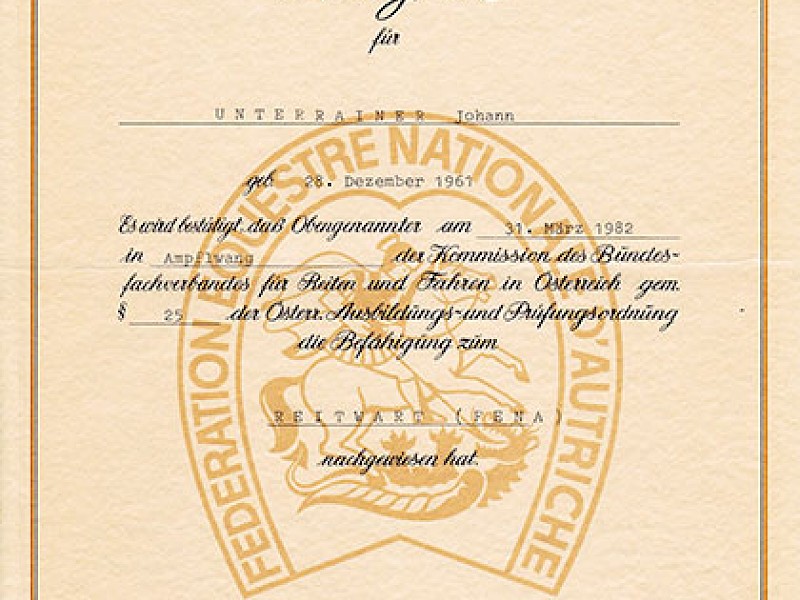 für
UNTERRAINER Johann
geb. 28. Dezember 1961
Es wird bestätigt, daß Obengenannter am 31. März 1982
in Ampflwang der Kommission des Bundes-
fachverbandes für Reiten und Fahren in Österreich gem.
§ 25 der Österr. Ausbildungs- und Prüfungsordnung
die Befähigung zum
REITWART (FENA)
nachgewiesen hat.
FEDERATION EQUESTRE NATIONALE D'AUTRICHE